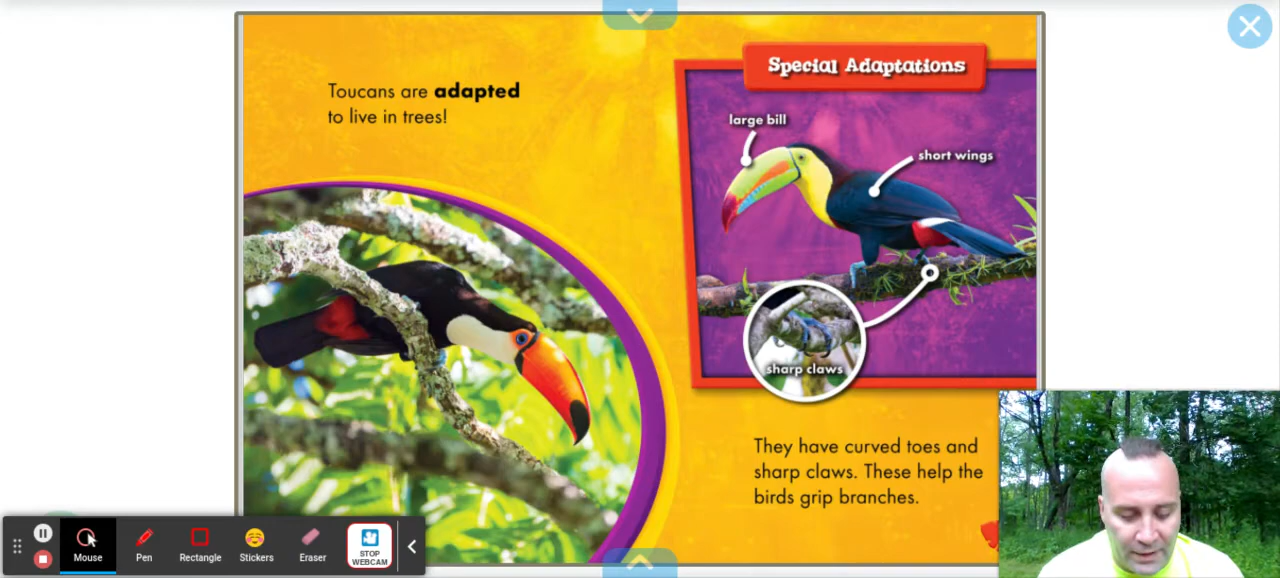 Toucans are adapted
to live in trees!
Special Adaptations
large bill
short wings
sharp claws
They have curved toes and
sharp claws. These help the
birds grip branches.
Mouse
Pen
Rectangle
Stickers
Eraser
STOP
WEBCAM